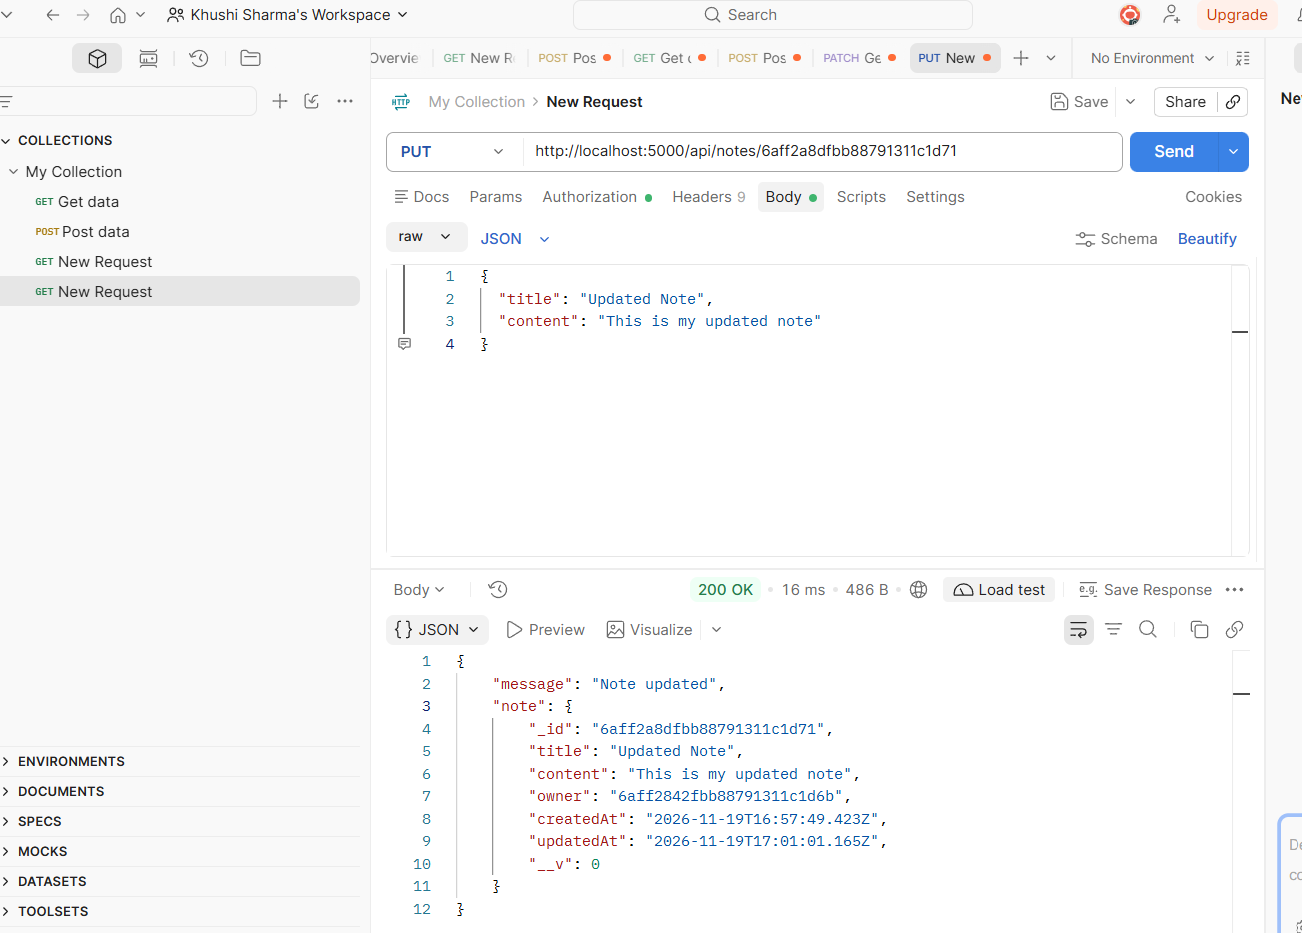 Khushi Sharma's Workspace
Search
Upgrade
Overvie
GET New R
POST Pos
GET Get
POST Pos
PATCH Ge
PUT New
No Environment
COLLECTIONS
My Collection
GET Get data
POST Post data
GET New Request
GET New Request
ENVIRONMENTS
DOCUMENTS
SPECS
MOCKS
DATASETS
TOOLSETS
HTTP My Collection > New Request
Save
Share
PUT
http://localhost:5000/api/notes/6aff2a8dfbb88791311c1d71
Send
Docs Params Authorization Headers 9 Body Scripts Settings Cookies
raw JSON Schema Beautify
1 {
2 "title": "Updated Note",
3 "content": "This is my updated note"
4 }
Body 200 OK 16 ms 486 B Load test e.g. Save Response
{} JSON Preview Visualize
1 {
2 "message": "Note updated",
3 "note": {
4 "_id": "6aff2a8dfbb88791311c1d71",
5 "title": "Updated Note",
6 "content": "This is my updated note",
7 "owner": "6aff2842fbb88791311c1d6b",
8 "createdAt": "2026-11-19T16:57:49.423Z",
9 "updatedAt": "2026-11-19T17:01:01.165Z",
10 "__v": 0
11 }
12 }